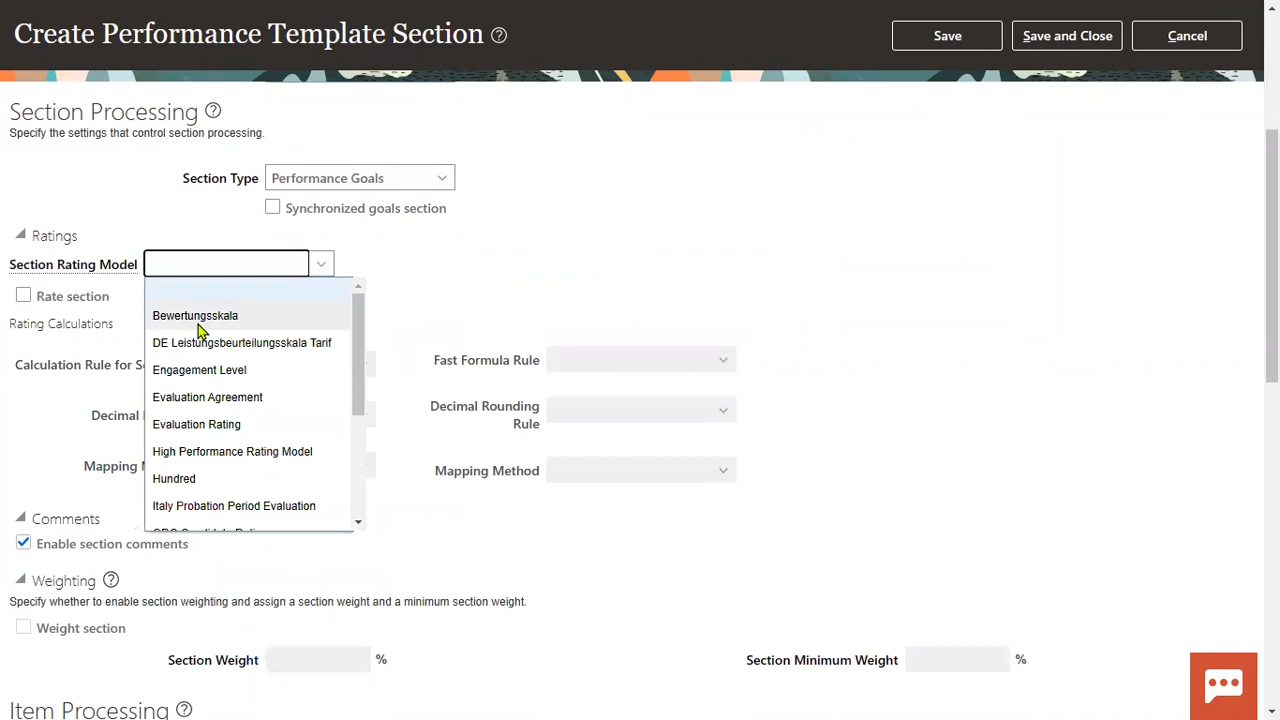 Create Performance Template Section
Save
Save and Close
Cancel
Section Processing
Specify the settings that control section processing.
Section Type
Performance Goals
Synchronized goals section
Ratings
Section Rating Model
Rate section
Bewertungsskala
Rating Calculations
DE Leistungsbeurteilungsskala Tarif
Calculation Rule for
Engagement Level
Fast Formula Rule
Evaluation Agreement
Decimal
Evaluation Rating
Decimal Rounding
Rule
High Performance Rating Model
Mapping
Mapping Method
Hundred
Italy Probation Period Evaluation
Comments
Enable section comments
Weighting
Specify whether to enable section weighting and assign a section weight and a minimum section weight.
Weight section
Section Weight
%
Section Minimum Weight
%
Item Processing